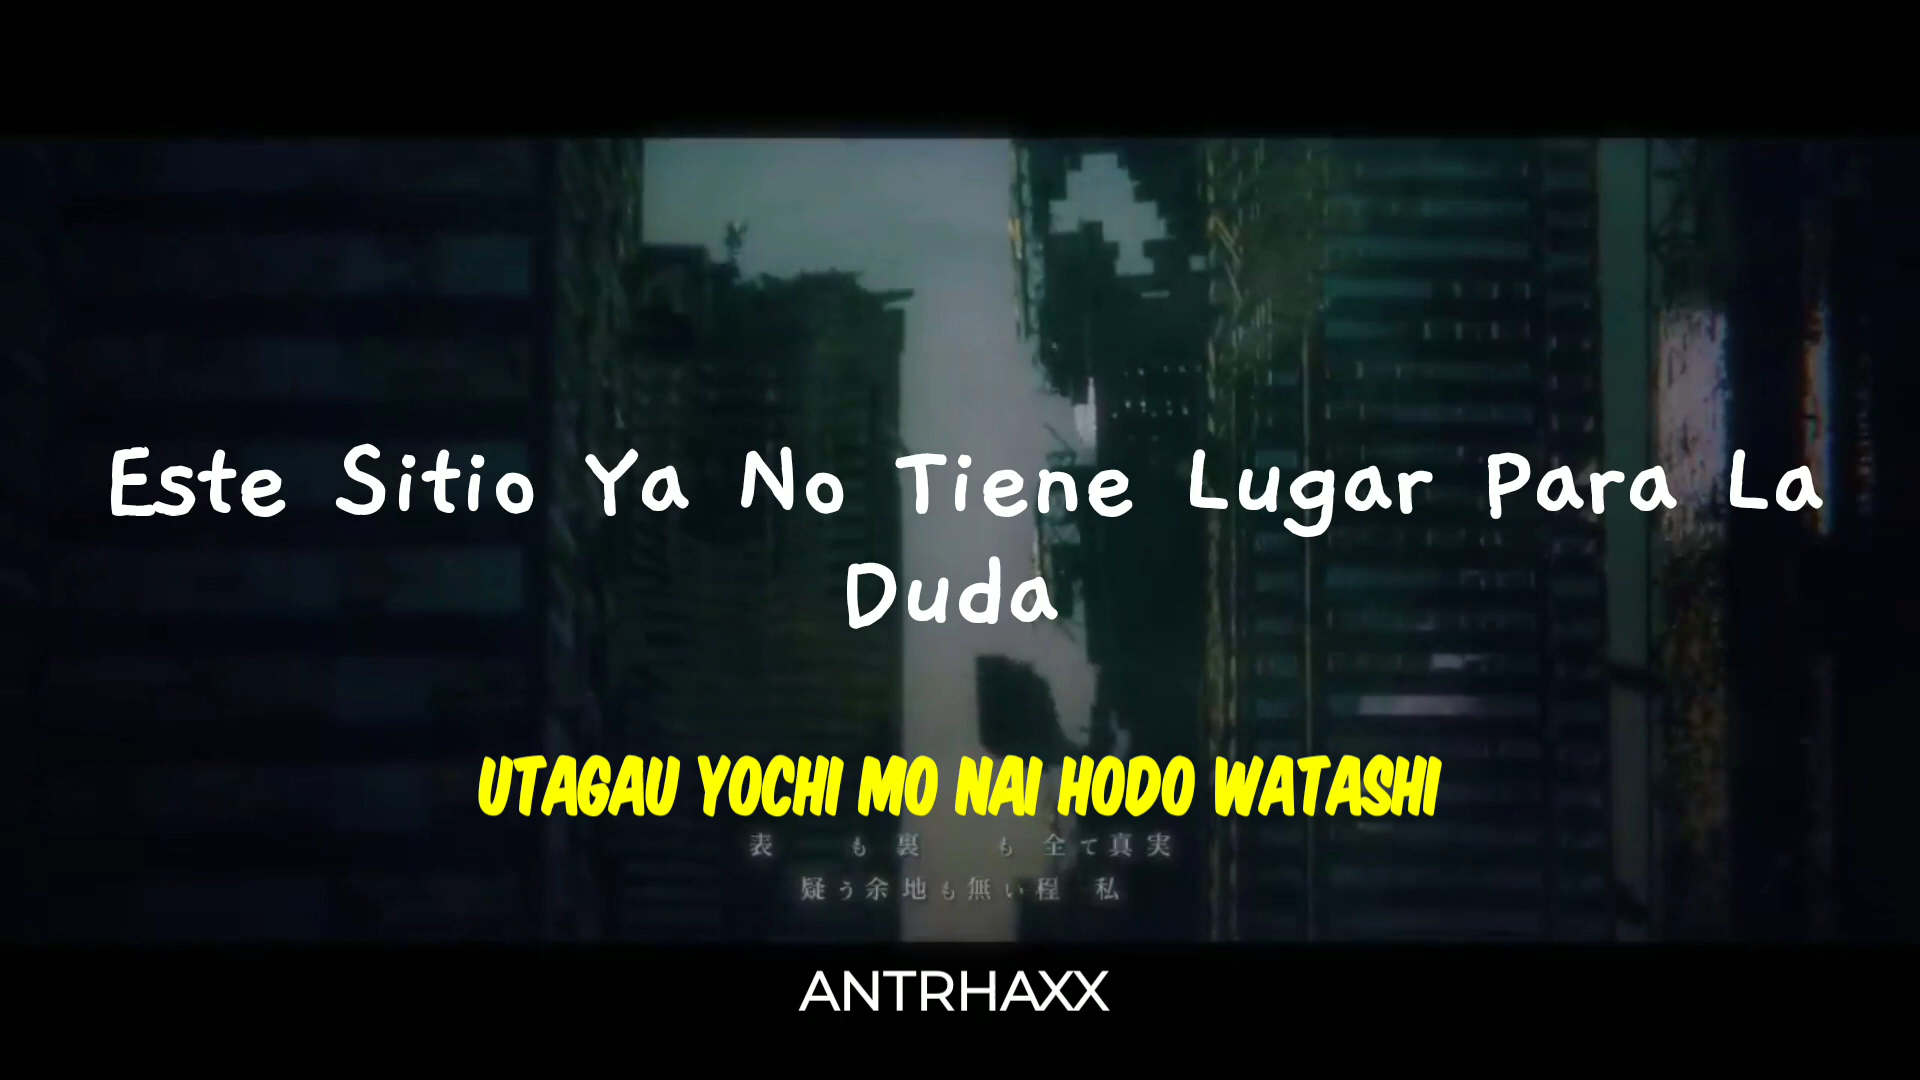 Este Sitio Ya No Tiene Lugar Para La
Duda
UTAGAU YOCHI MO NAI HODO WATASHI
表 も 裏 も 全て真実
疑う余地も無い程 私
ANTRHAXX